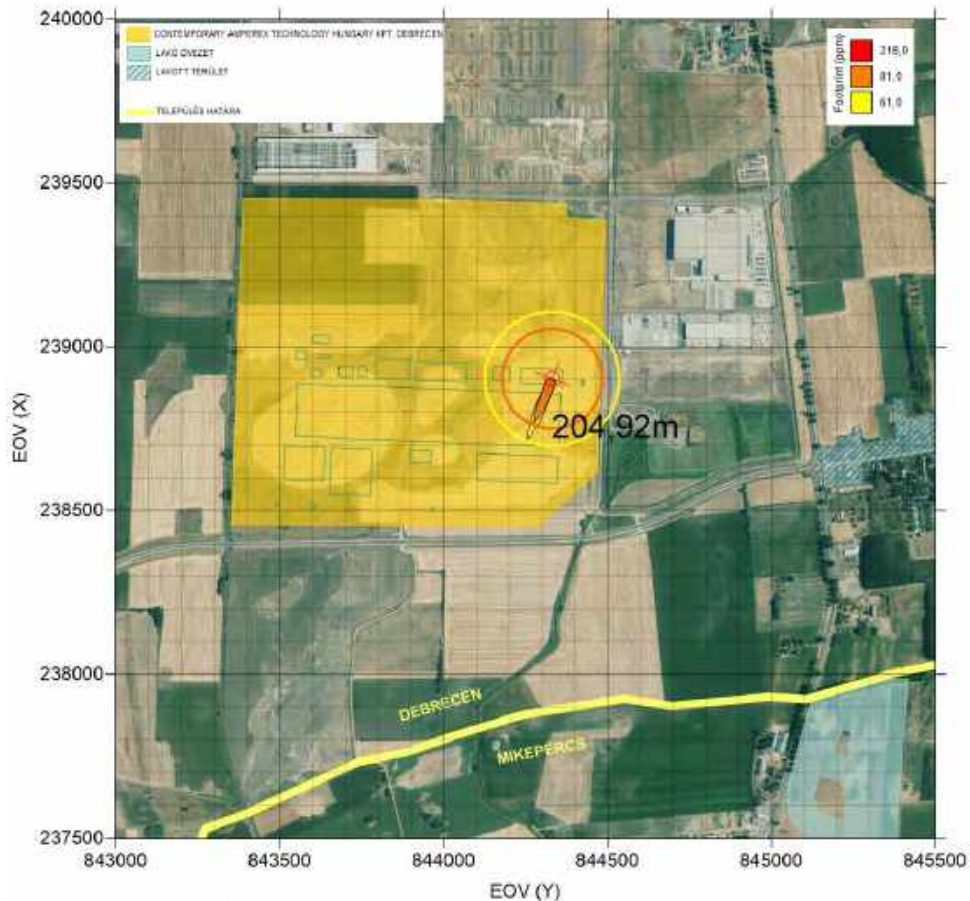 240000
239500
239000
238500
238000
237500
EOV (X)
CONTEMPORARY AMPEREX TECHNOLOGY HUNGARY KFT. DEBRECEN
LAKÓ ÖVEZET
LAKOTT TERÜLET
TELEPÜLÉS HATÁRA
Footprint (ppm)
216,0
81,0
61,0
204.92m
DEBRECEN
MIKEPÉRCS
843000 843500 844000 844500 845000 845500
EOV (Y)